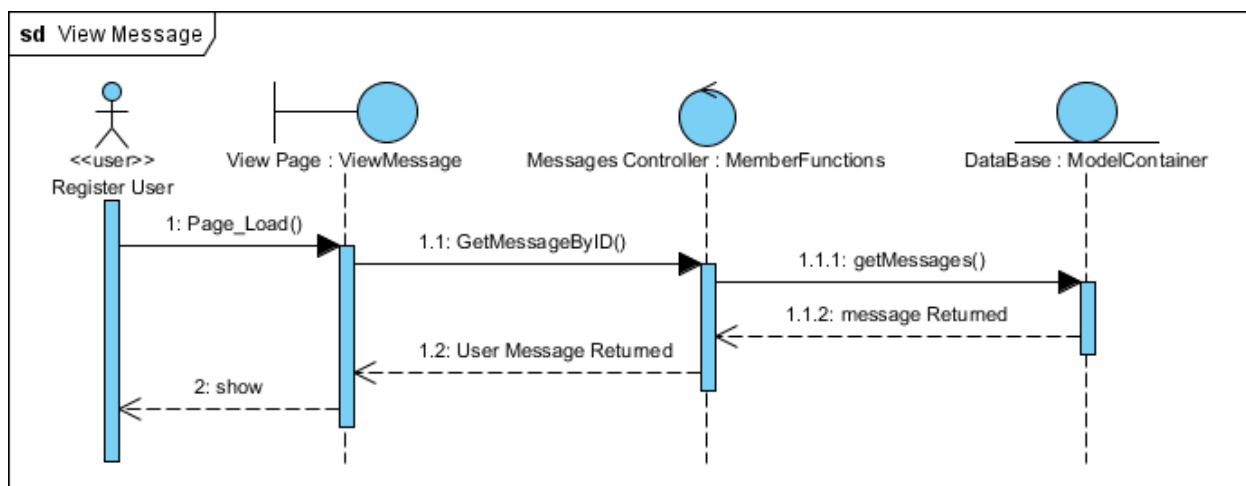 sd View Message
<<user>>
Register User
View Page : ViewMessage
Messages Controller : MemberFunctions
DataBase : ModelContainer
1: Page_Load()
1.1: GetMessageByID()
1.1.1: getMessages()
1.1.2: message Returned
1.2: User Message Returned
2: show